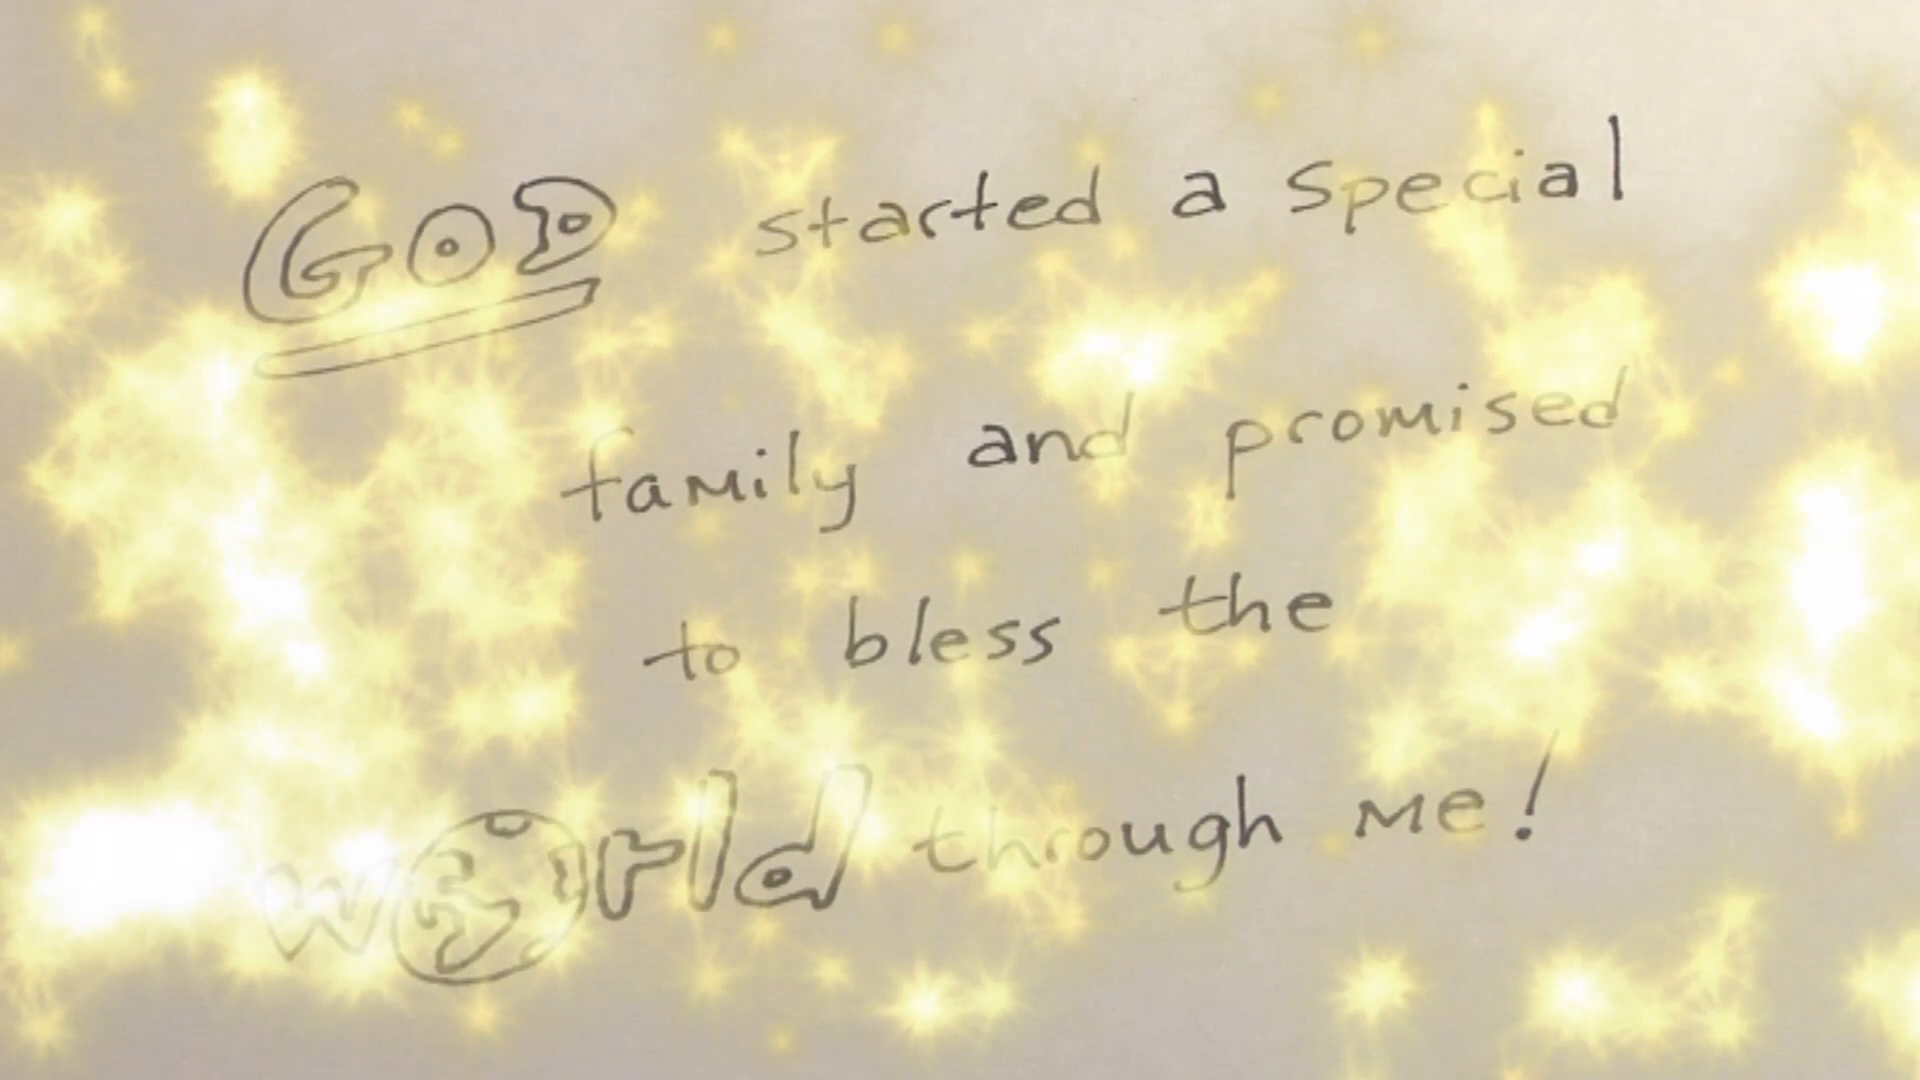 GOD started a special
family and promised
to bless the
world through me!